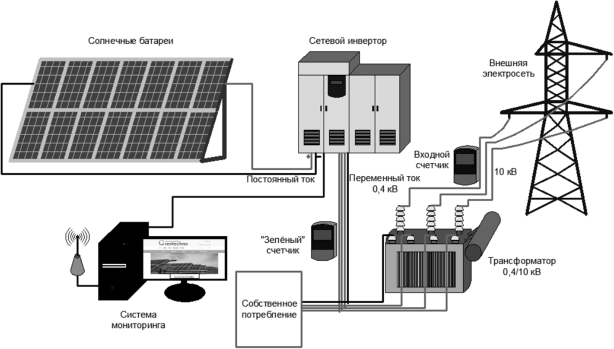 Солнечные батареи
Сетевой инвертор
Внешняя
электросеть
Входной
счетчик
10 кВ
Постоянный ток
Переменный ток
0,4 кВ
"Зелёный"
счетчик
Трансформатор
0,4/10 кВ
Собственное
потребление
Система
мониторинга